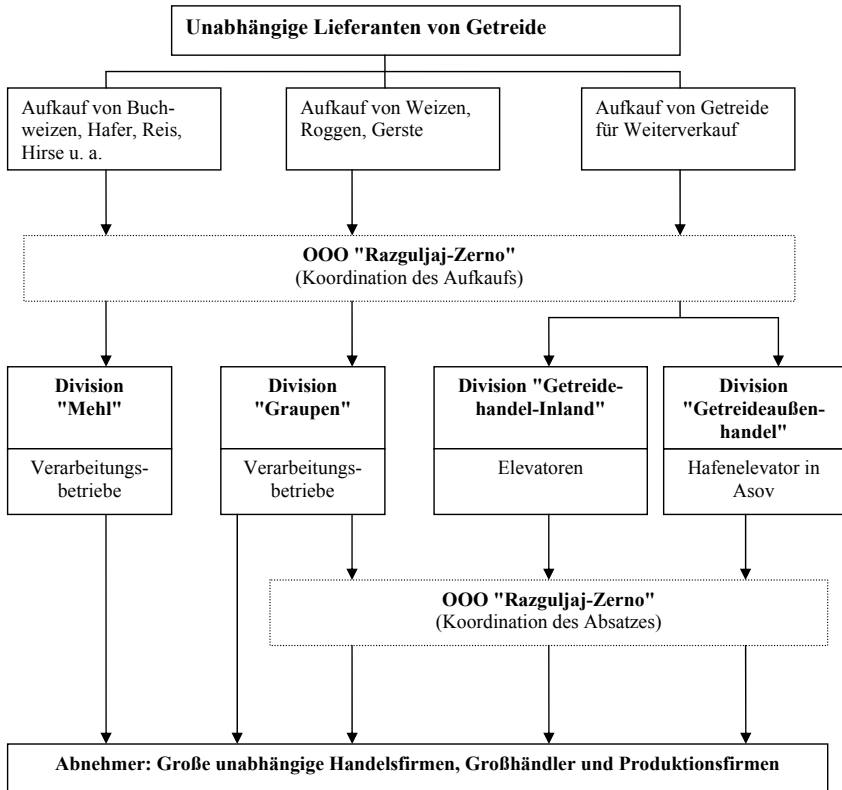 Unabhängige Lieferanten von Getreide
Aufkauf von Buch-
weizen, Hafer, Reis,
Hirse u. a.
Aufkauf von Weizen,
Roggen, Gerste
Aufkauf von Getreide
für Weiterverkauf
OOO "Razguljaj-Zerno"
(Koordination des Aufkaufs)
Division
"Mehl"
Verarbeitungs-
betriebe
Division
"Graupen"
Verarbeitungs-
betriebe
Division "Getreide-
handel-Inland"
Elevatoren
Division
"Getreideaußen-
handel"
Hafenelevator in
Asov
OOO "Razguljaj-Zerno"
(Koordination des Absatzes)
Abnehmer: Große unabhängige Handelsfirmen, Großhändler und Produktionsfirmen